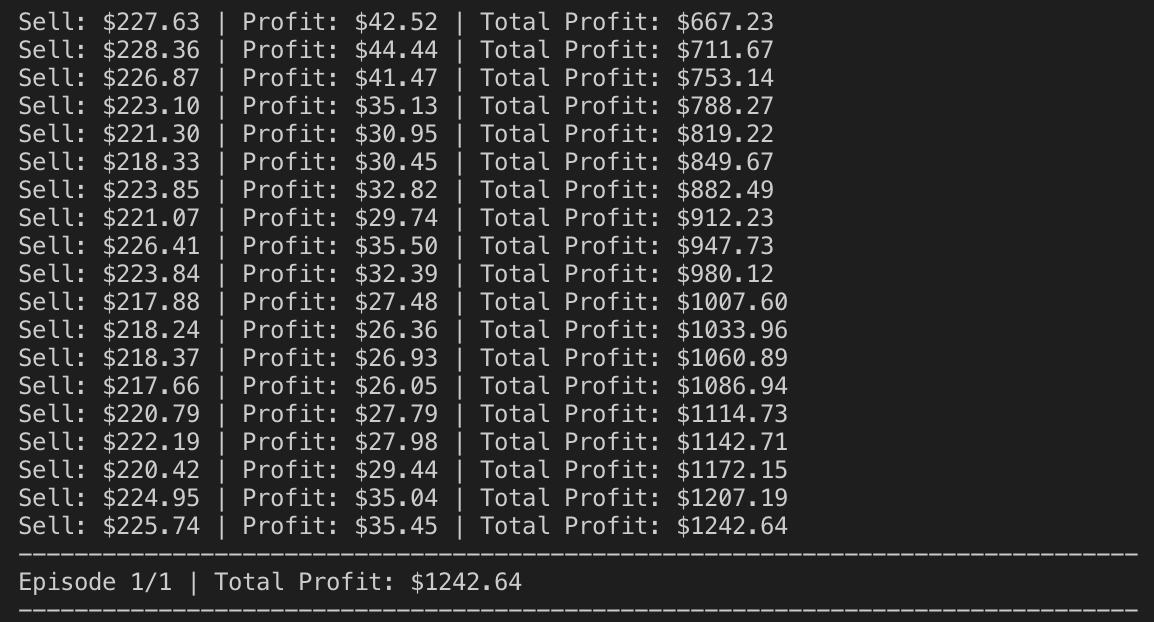 Sell: $227.63 | Profit: $42.52 | Total Profit: $667.23
Sell: $228.36 | Profit: $44.44 | Total Profit: $711.67
Sell: $226.87 | Profit: $41.47 | Total Profit: $753.14
Sell: $223.10 | Profit: $35.13 | Total Profit: $788.27
Sell: $221.30 | Profit: $30.95 | Total Profit: $819.22
Sell: $218.33 | Profit: $30.45 | Total Profit: $849.67
Sell: $223.85 | Profit: $32.82 | Total Profit: $882.49
Sell: $221.07 | Profit: $29.74 | Total Profit: $912.23
Sell: $226.41 | Profit: $35.50 | Total Profit: $947.73
Sell: $223.84 | Profit: $32.39 | Total Profit: $980.12
Sell: $217.88 | Profit: $27.48 | Total Profit: $1007.60
Sell: $218.24 | Profit: $26.36 | Total Profit: $1033.96
Sell: $218.37 | Profit: $26.93 | Total Profit: $1060.89
Sell: $217.66 | Profit: $26.05 | Total Profit: $1086.94
Sell: $220.79 | Profit: $27.79 | Total Profit: $1114.73
Sell: $222.19 | Profit: $27.98 | Total Profit: $1142.71
Sell: $220.42 | Profit: $29.44 | Total Profit: $1172.15
Sell: $224.95 | Profit: $35.04 | Total Profit: $1207.19
Sell: $225.74 | Profit: $35.45 | Total Profit: $1242.64
--------------------------------------------------------------------------------
Episode 1/1 | Total Profit: $1242.64
--------------------------------------------------------------------------------